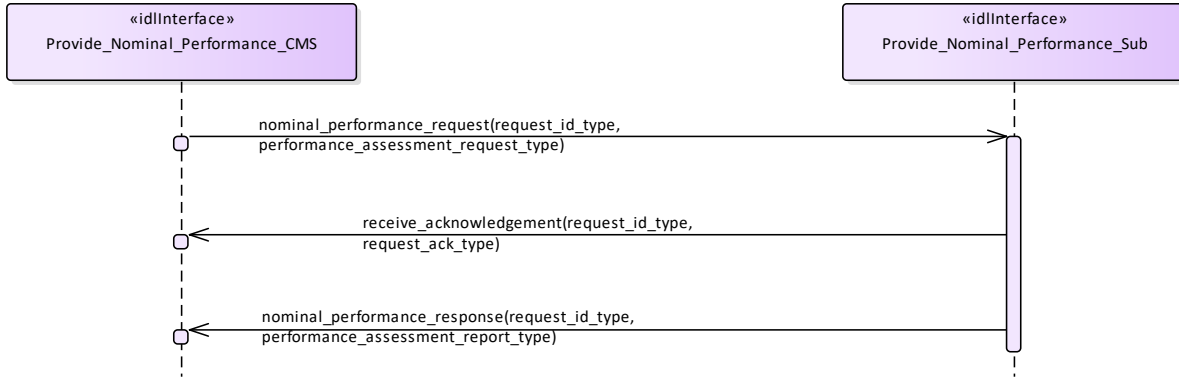 «idlInterface»
Provide_Nominal_Performance_CMS
«idlInterface»
Provide_Nominal_Performance_Sub
nominal_performance_request(request_id_type,
performance_assessment_request_type)
receive_acknowledgement(request_id_type,
request_ack_type)
nominal_performance_response(request_id_type,
performance_assessment_report_type)